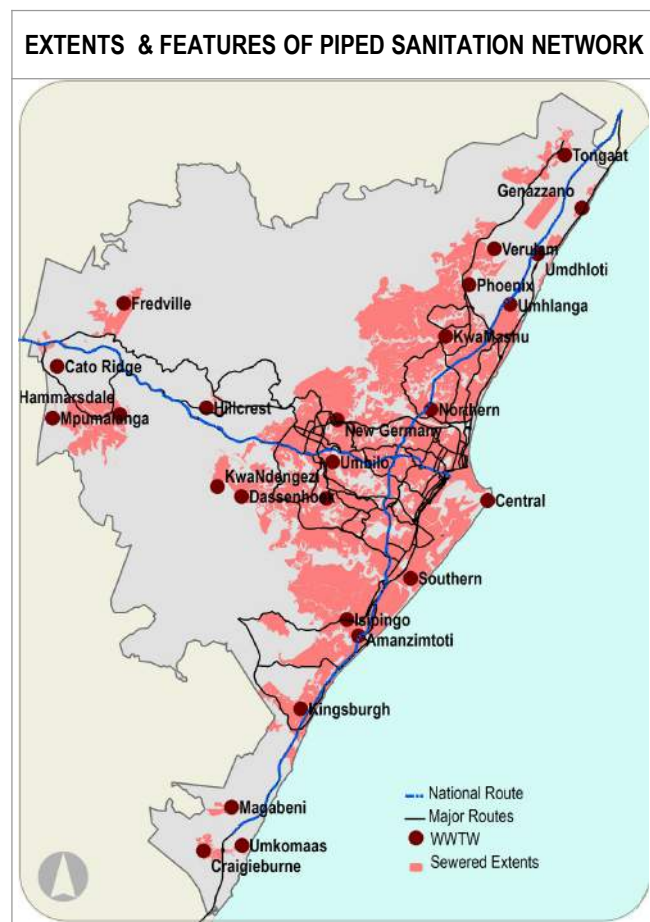 EXTENTS & FEATURES OF PIPED SANITATION NETWORK
Tongaat
Genazzano
Verulam
Umdhloti
Phoenix
Umhlanga
Fredville
KwaMashu
Cato Ridge
Hammarsdale
Mpumalanga
Hillcrest
Northern
New Germany
Umbilo
KwaNdengezi
Dassenhoek
Central
Southern
Isipingo
Amanzimtoti
Kingsburgh
Magabeni
Umkomaas
Craigieburne
National Route
Major Routes
WWTW
Sewered Extents